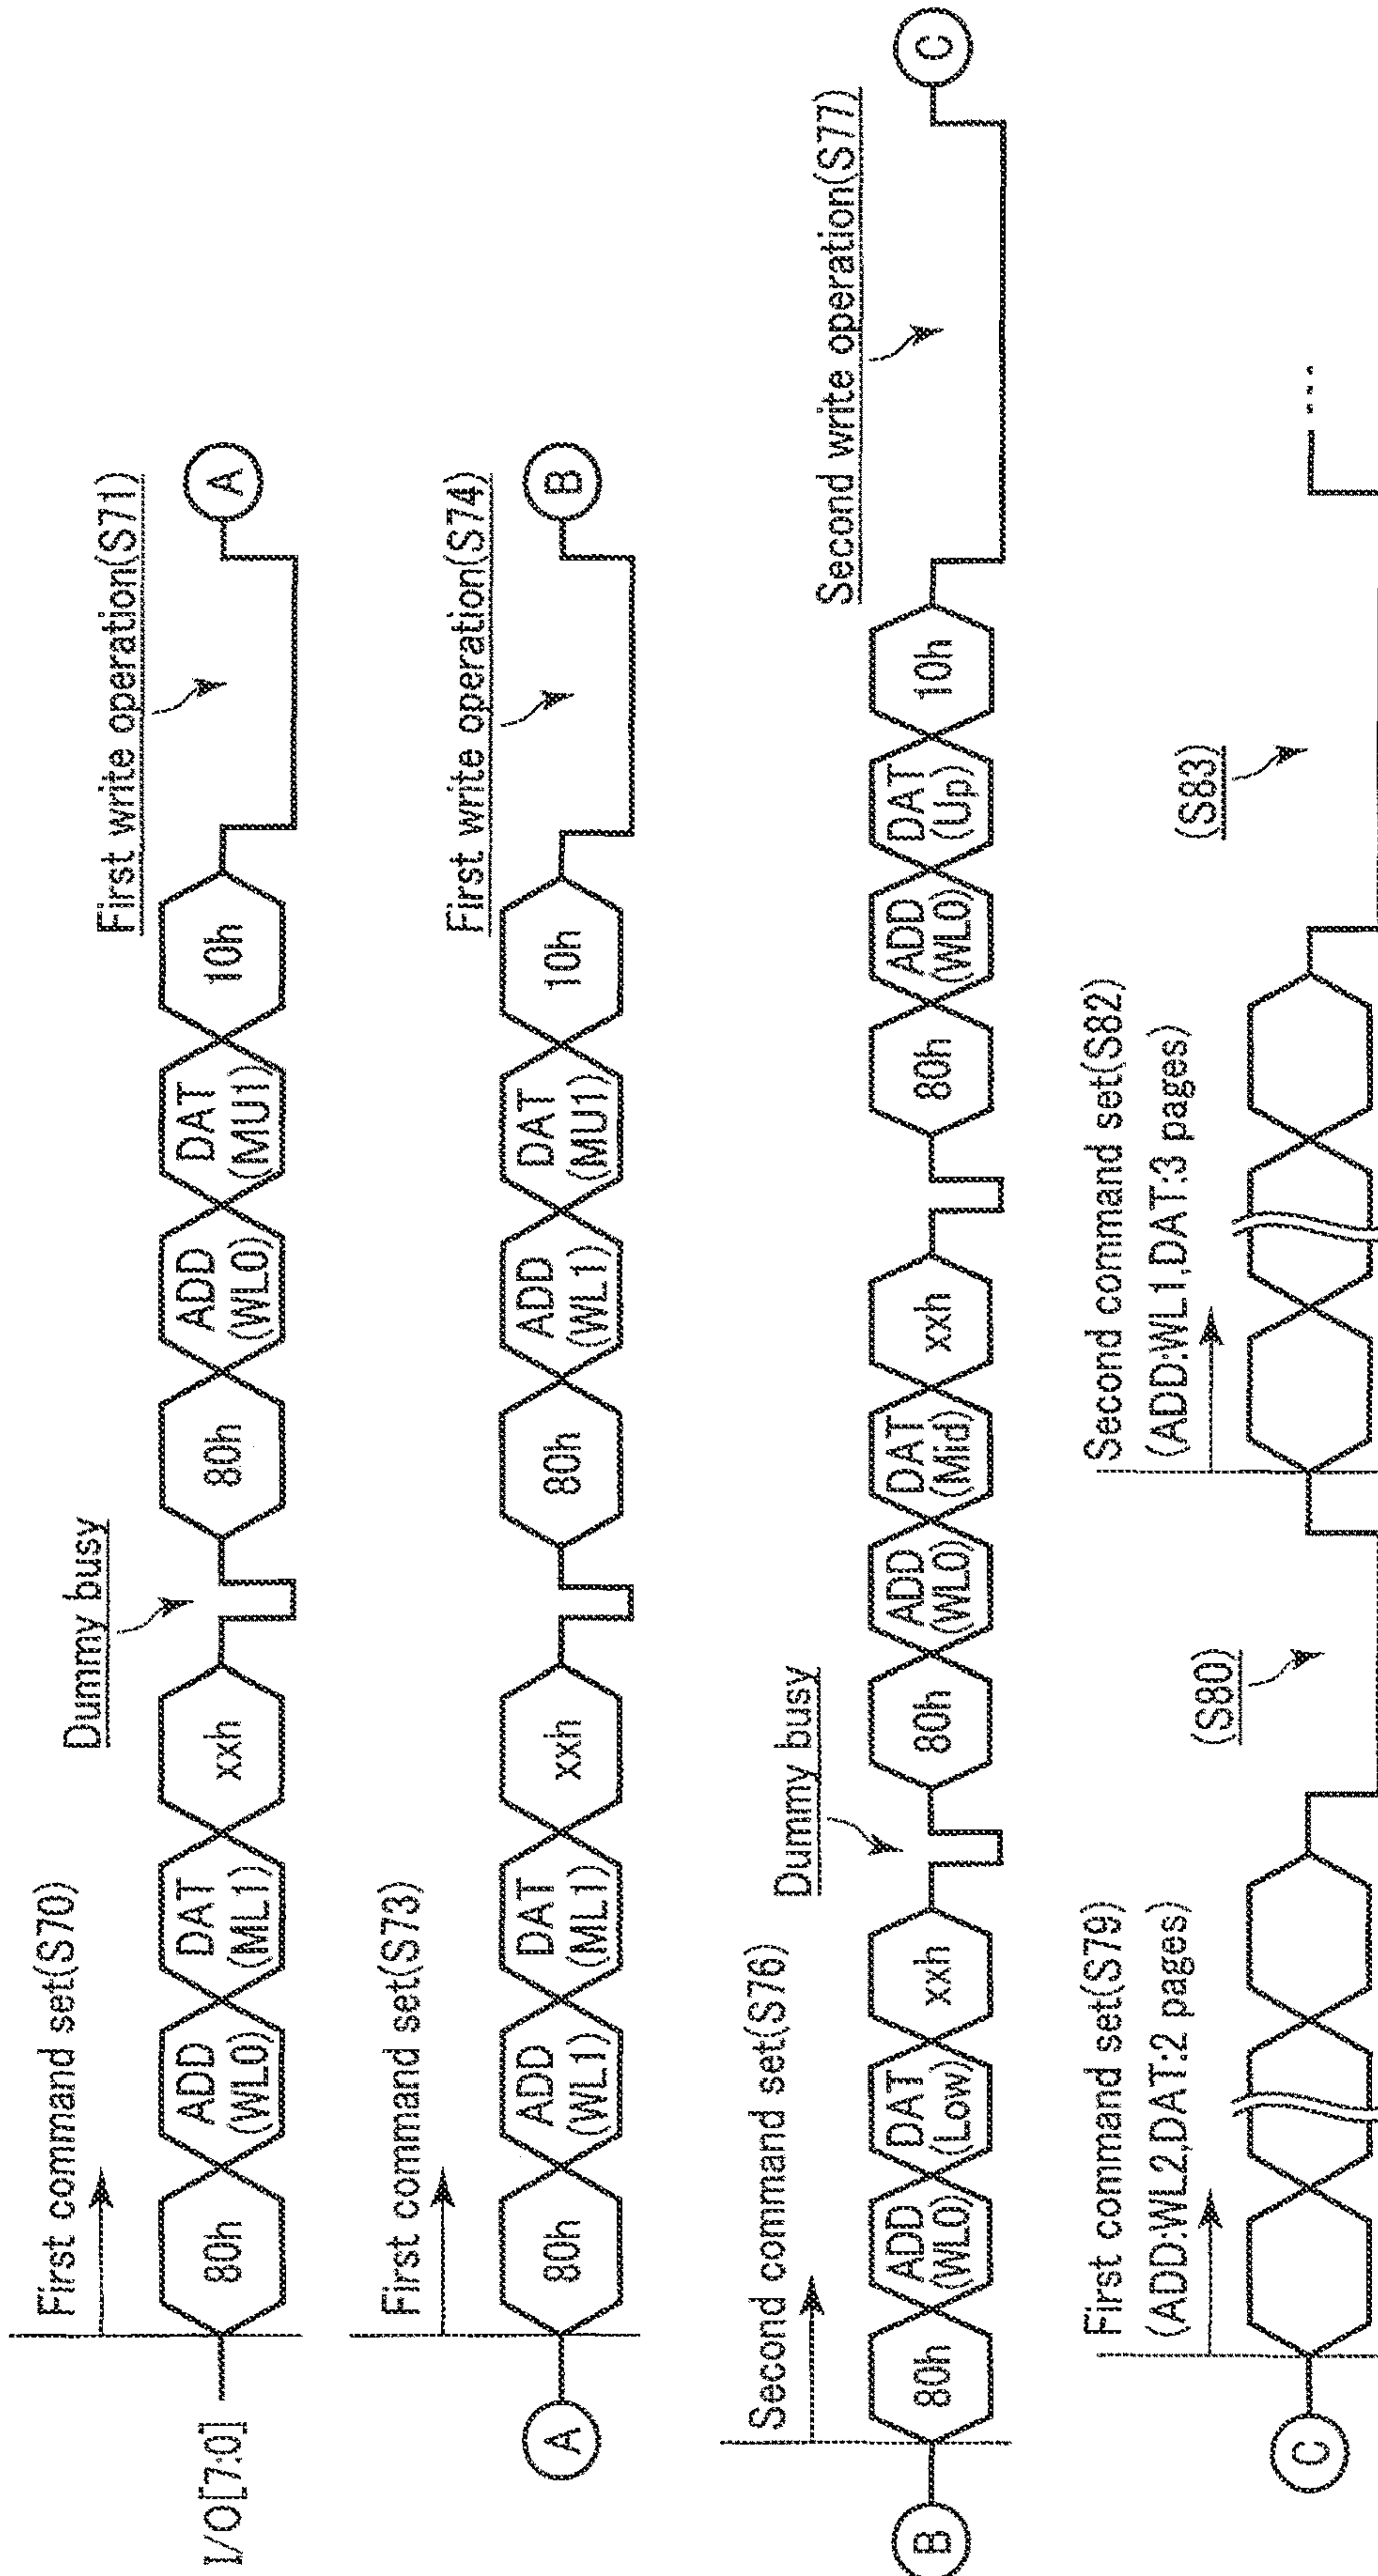 First command set(S70)
Dummy busy
First write operation(S71)
I/O[7:0]
80h
ADD
(WL0)
DAT
(ML1)
xxh
80h
ADD
(WL0)
DAT
(MU1)
10h
A
First command set(S73)
First write operation(S74)
A
80h
ADD
(WL1)
DAT
(ML1)
xxh
80h
ADD
(WL1)
DAT
(MU1)
10h
B
Second command set(S76)
Dummy busy
Second write operation(S77)
B
80h
ADD
(WL0)
DAT
(Low)
xxh
80h
ADD
(WL0)
DAT
(Mid)
xxh
80h
ADD
(WL0)
DAT
(Up)
10h
C
First command set(S79)
(ADD:WL2,DAT:2 pages)
(S80)
Second command set(S82)
(ADD:WL1,DAT:3 pages)
(S83)
C